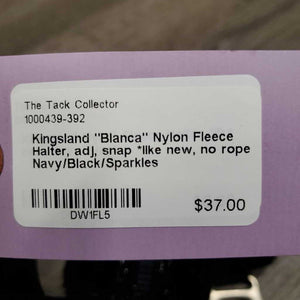 The Tack Collector
1000439-392
Kingsland "Blanca" Nylon Fleece
Halter, adj, snap *like new, no rope
Navy/Black/Sparkles
DW1FL5
$37.00